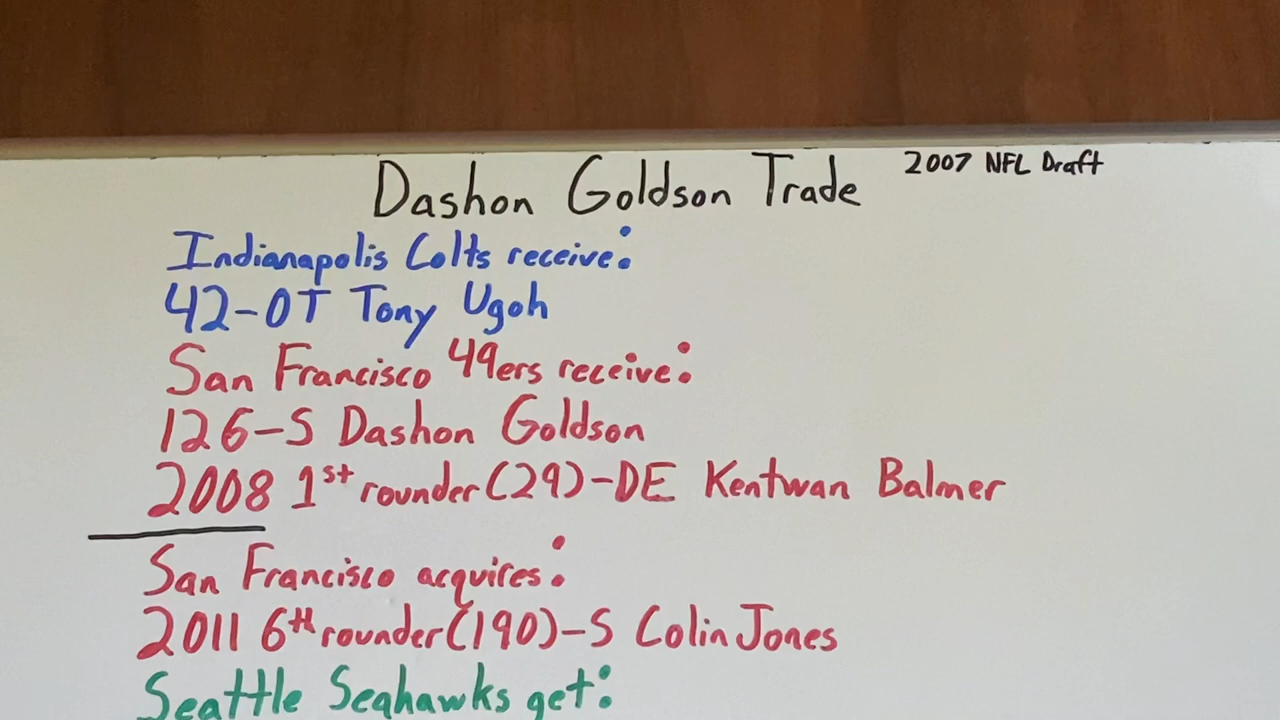 Dashon Goldson Trade 2007 NFL Draft
Indianapolis Colts receive:
42-OT Tony Ugoh
San Francisco 49ers receive:
126-S Dashon Goldson
2008 1st rounder(29)-DE Kentwan Balmer
San Francisco acquires:
2011 6th rounder(190)-S Colin Jones
Seattle Seahawks get: